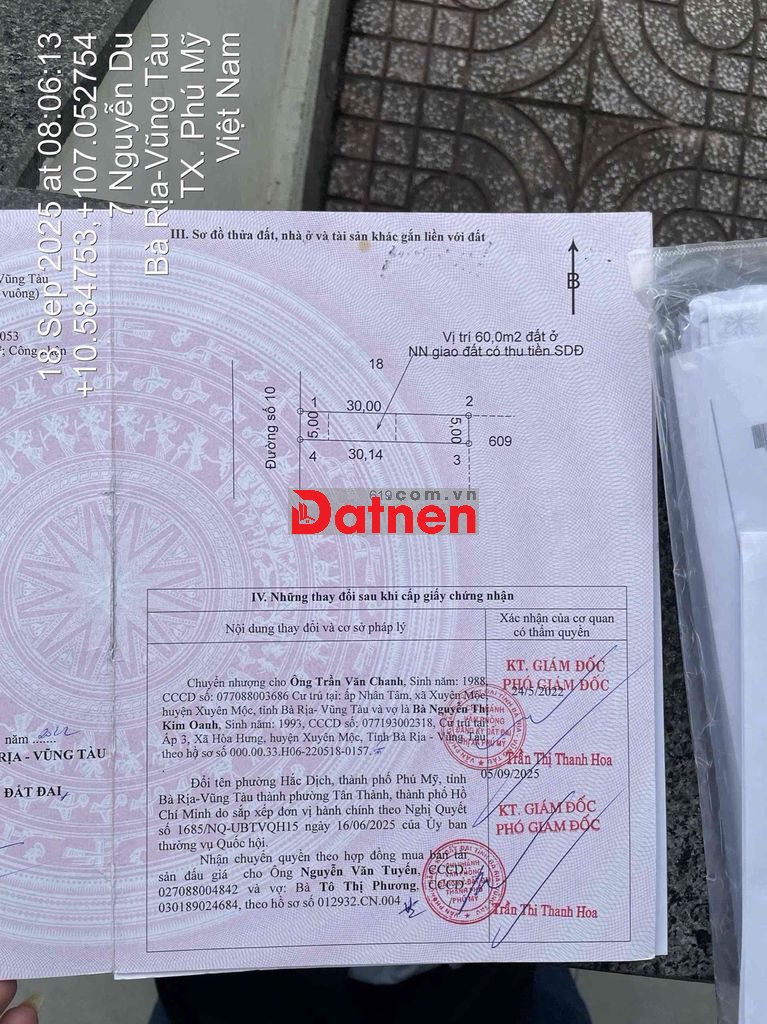 18 Sep 2025 at 08:06:13
+10.584753,+107.052754
7 Nguyễn Du
Bà Rịa-Vũng Tàu
TX. Phú Mỹ
Việt Nam
III. Sơ đồ thửa đất, nhà ở và tài sản khác gắn liền với đất
B
Vị trí 60,0m2 đất ở
NN giao đất có thu tiền SDĐ
18
Đường số 10
1
30,00
2
5,00
5,00
609
4
30,14
3
619
com.vn
Datnen
Vũng Tàu
vuông)
053
năm
RỊA - VŨNG TÀU
ĐẤT ĐAI
IV. Những thay đổi sau khi cấp giấy chứng nhận
Nội dung thay đổi và cơ sở pháp lý
Xác nhận của cơ quan
có thẩm quyền
Chuyển nhượng cho Ông Trần Văn Chanh, Sinh năm: 1988,
CCCD số: 077088003686 Cư trú tại: ấp Nhân Tâm, xã Xuyên Mộc,
huyện Xuyên Mộc, tỉnh Bà Rịa- Vũng Tàu và vợ là Bà Nguyễn Thị
Kim Oanh, Sinh năm: 1993, CCCD số: 077193002318, Cư trú tại
Ấp 3, Xã Hòa Hưng, huyện Xuyên Mộc, Tỉnh Bà Rịa - Vũng Tàu,
theo hồ sơ số 000.00.33.H06-220518-0157.
KT. GIÁM ĐỐC
PHÓ GIÁM ĐỐC
24/5/2022
Trần Thị Thanh Hoa
Đổi tên phường Hắc Dịch, thành phố Phú Mỹ, tỉnh
Bà Rịa-Vũng Tàu thành phường Tân Thành, thành phố Hồ
Chí Minh do sắp xếp đơn vị hành chính theo Nghị Quyết
số 1685/NQ-UBTVQH15 ngày 16/06/2025 của Ủy ban
thường vụ Quốc hội.
Nhận chuyển quyền theo hợp đồng mua bán tài
sản đấu giá cho Ông Nguyễn Văn Tuyến, CCCD:
027088004842 và vợ: Bà Tô Thị Phương, CCCD:
030189024684, theo hồ sơ số 012932.CN.004
05/09/2025
KT. GIÁM ĐỐC
PHÓ GIÁM ĐỐC
Trần Thị Thanh Hoa